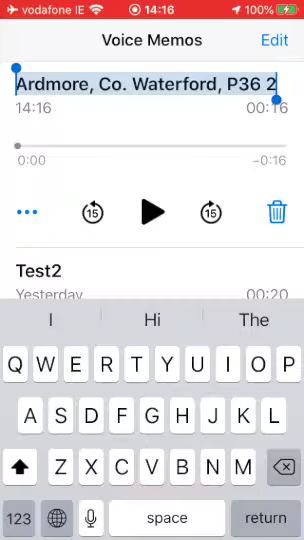 vodafone IE 14:16 100%
Voice Memos Edit
Ardmore, Co. Waterford, P36 2
14:16 00:16
0:00 −0:16
15 15
Test2
Yesterday 00:20
I Hi The
Q W E R T Y U I O P
A S D F G H J K L
Z X C V B N M
123 space return